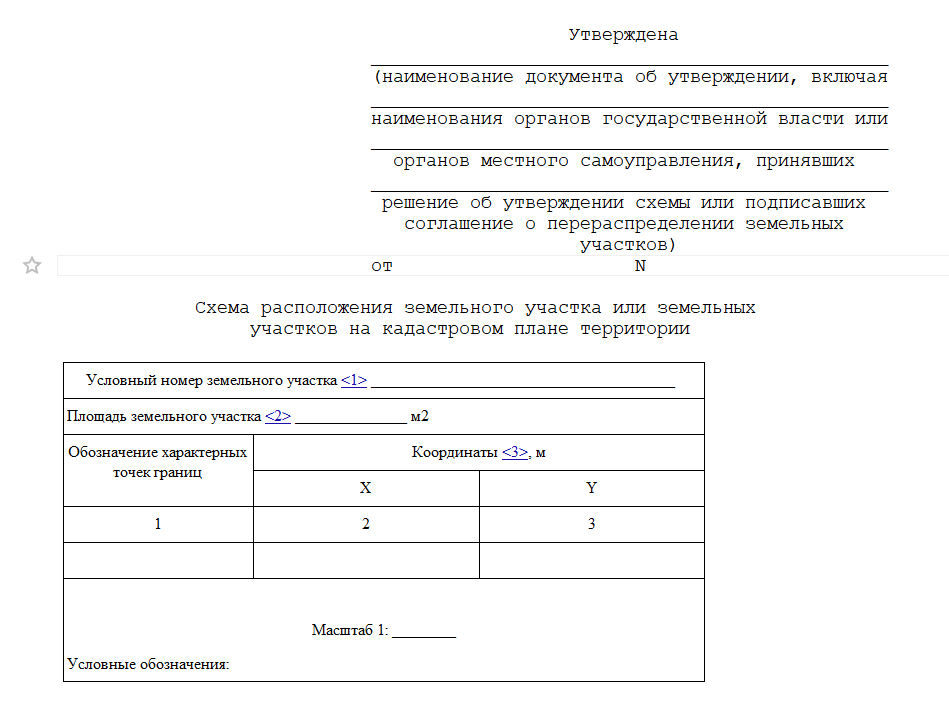 Утверждена
(наименование документа об утверждении, включая
наименования органов государственной власти или
органов местного самоуправления, принявших
решение об утверждении схемы или подписавших
соглашение о перераспределении земельных
участков)
от N
Схема расположения земельного участка или земельных
участков на кадастровом плане территории
Условный номер земельного участка <1> ______________________________________
Площадь земельного участка <2> ______________ м2
Обозначение характерных
точек границ
Координаты <3>, м
X Y
1 2 3
Масштаб 1: ________
Условные обозначения: